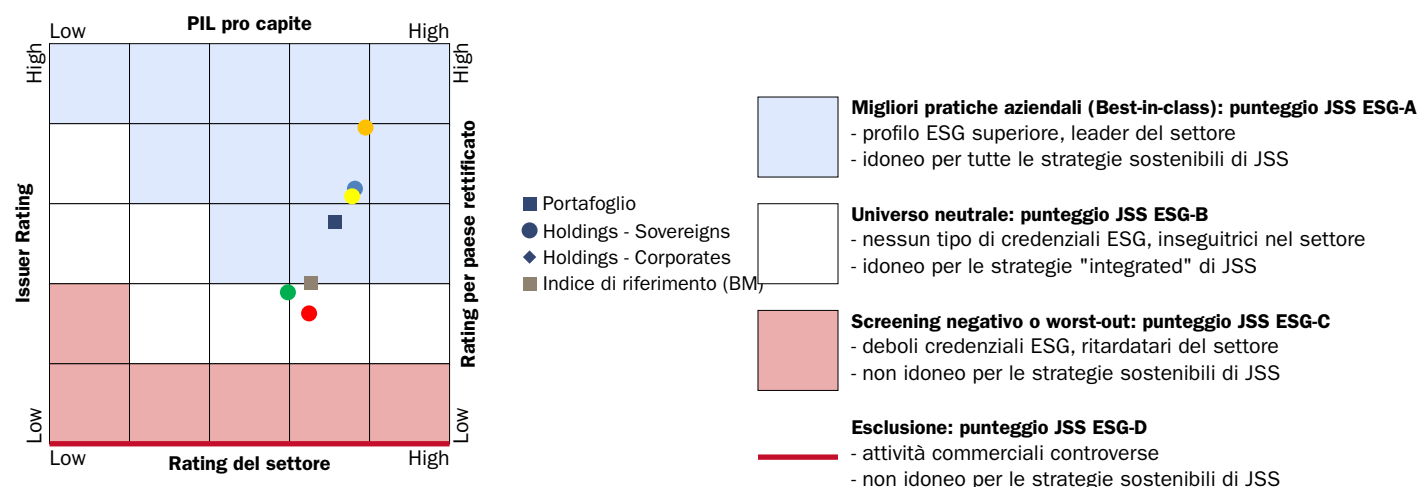 PIL pro capite
Low
High
High
High
Issuer Rating
Rating per paese rettificato
Low
Low
Low
High
Rating del settore
Portafoglio
Holdings - Sovereigns
Holdings - Corporates
Indice di riferimento (BM)
Migliori pratiche aziendali (Best-in-class): punteggio JSS ESG-A
- profilo ESG superiore, leader del settore
- idoneo per tutte le strategie sostenibili di JSS
Universo neutrale: punteggio JSS ESG-B
- nessun tipo di credenziali ESG, inseguitrici nel settore
- idoneo per le strategie "integrated" di JSS
Screening negativo o worst-out: punteggio JSS ESG-C
- deboli credenziali ESG, ritardatari del settore
- non idoneo per le strategie sostenibili di JSS
Esclusione: punteggio JSS ESG-D
- attività commerciali controverse
- non idoneo per le strategie sostenibili di JSS